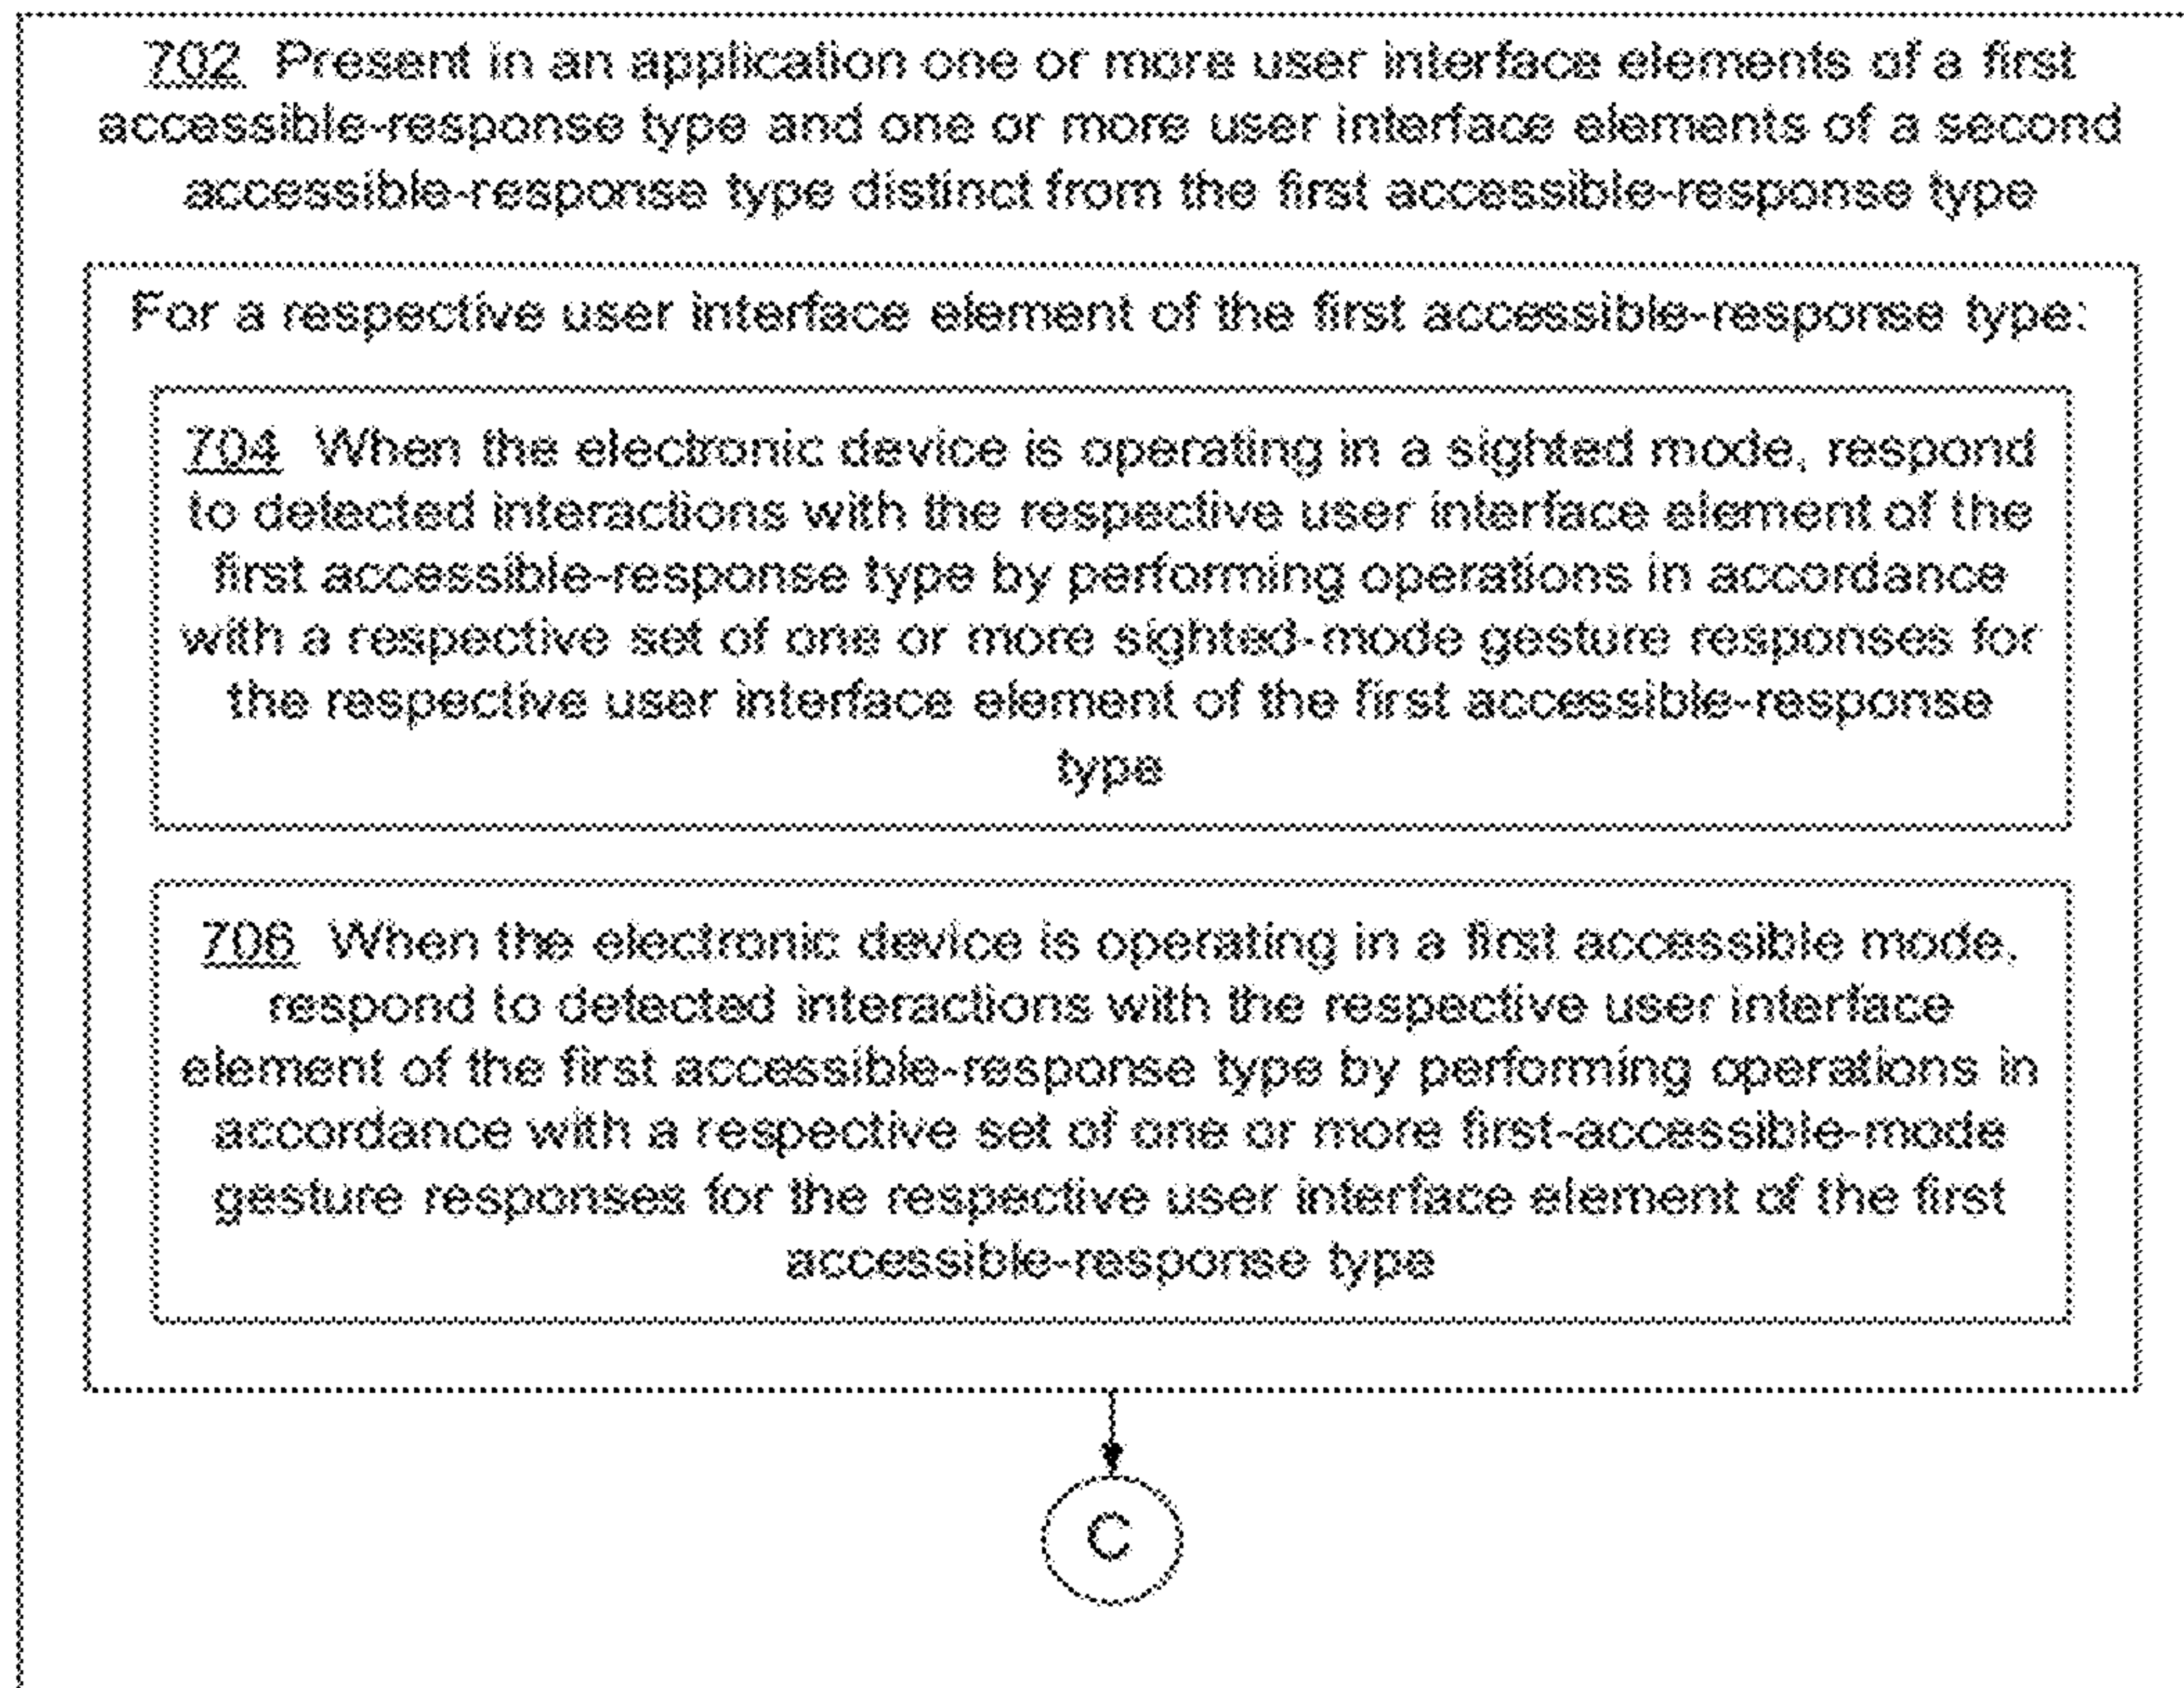 702 Present in an application one or more user interface elements of a first
accessible-response type and one or more user interface elements of a second
accessible-response type distinct from the first accessible-response type
For a respective user interface element of the first accessible-response type:
704 When the electronic device is operating in a sighted mode, respond
to detected interactions with the respective user interface element of the
first accessible-response type by performing operations in accordance
with a respective set of one or more sighted-mode gesture responses for
the respective user interface element of the first accessible-response
type
706 When the electronic device is operating in a first accessible mode,
respond to detected interactions with the respective user interface
element of the first accessible-response type by performing operations in
accordance with a respective set of one or more first-accessible-mode
gesture responses for the respective user interface element of the first
accessible-response type
C